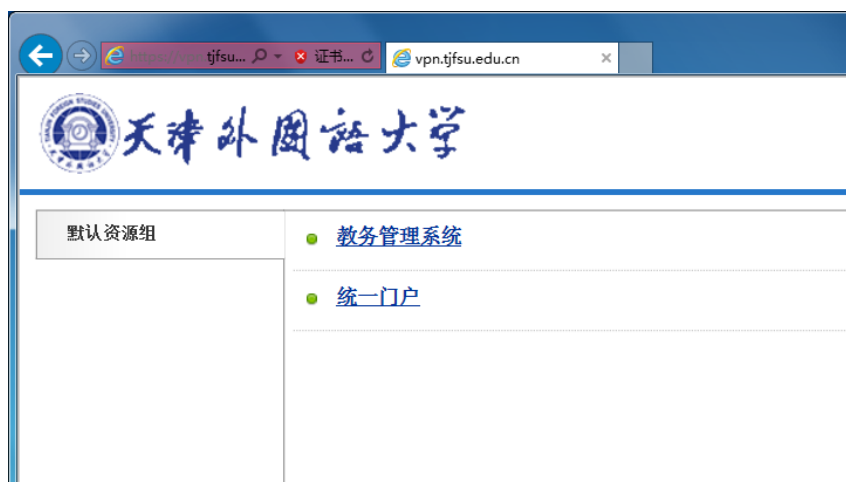 tjfsu...
证书...
vpn.tjfsu.edu.cn
天津外国语大学
默认资源组
教务管理系统
统一门户